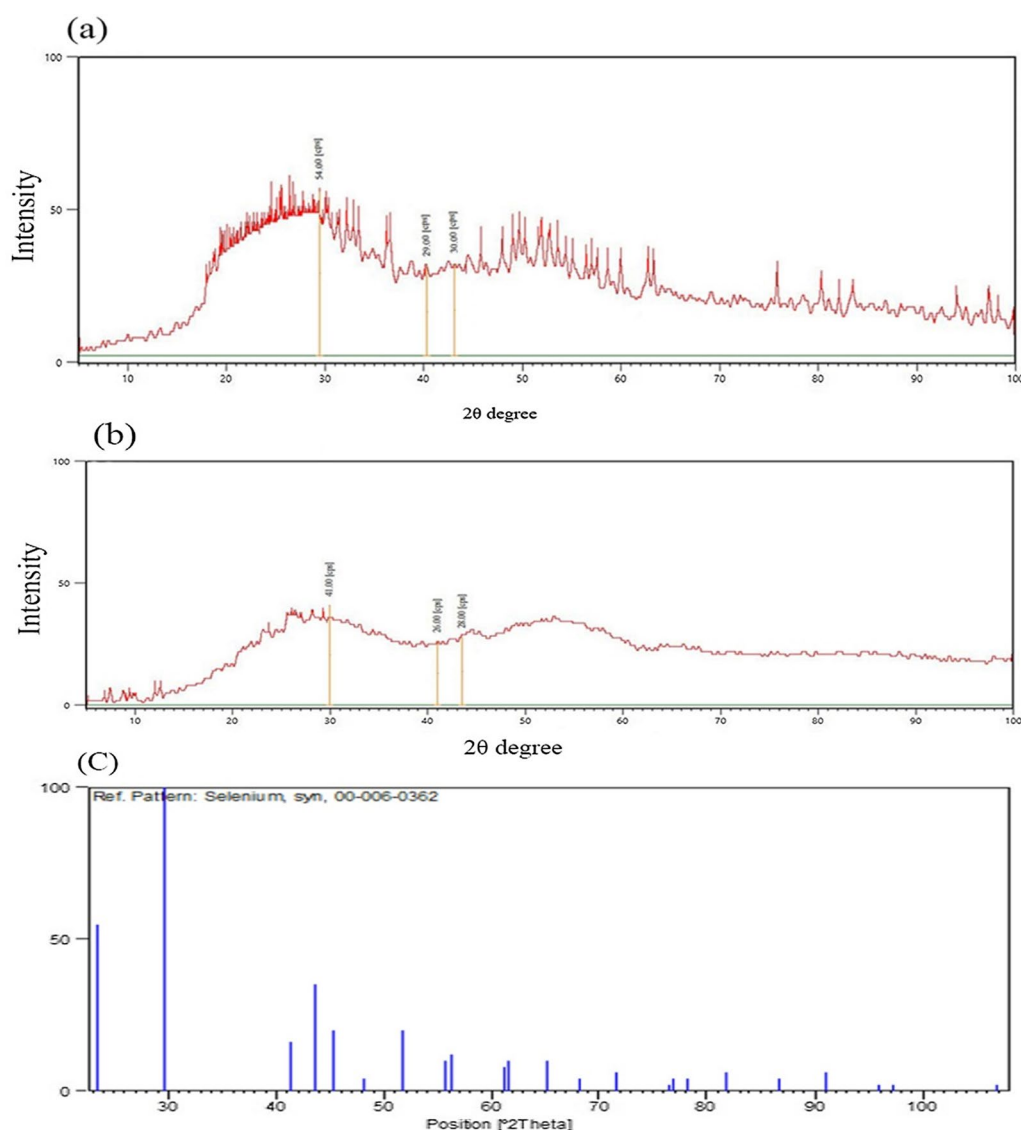 (a)
100
54.00 [cps]
Intensity
50
29.00 [cps]
30.00 [cps]
0
10 20 30 40 50 60 70 80 90 100
2θ degree
(b)
100
Intensity
50
41.00 [cps]
26.00 [cps]
28.00 [cps]
0
10 20 30 40 50 60 70 80 90 100
2θ degree
(C)
100
Ref. Pattern: Selenium, syn, 00-006-0362
50
0
30 40 50 60 70 80 90 100
Position [°2Theta]